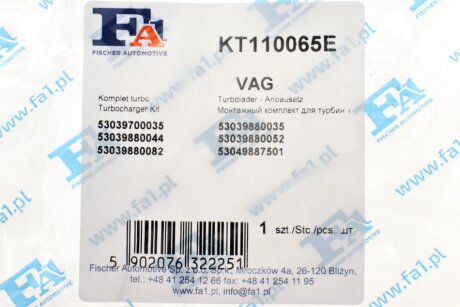 FA1
FISCHER AUTOMOTIVE
KT110065E
VAG
Komplet turbo
Turbocharger Kit
Turbolader - Anbausatz
Монтажный комплект для турбин
53039700035
53039880044
53039880082
53039880035
53039880052
53049887501
1 szt./Stc./pcs.
5 902076 322251
Fischer Automotive Sp. z o.o. Sp.k., Mroczków 4a, 26-120 Bliżyn,
tel.: +48 41 254 12 66 fax: +48 41 254 11 95
www.fa1.pl, info@fa1.pl
www.fa1.pl
www.fa1.pl
www.fa1.pl